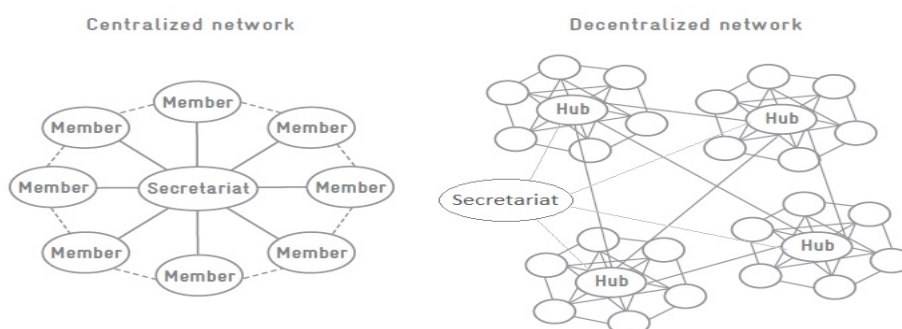 Centralized network
Decentralized network
Member
Member
Member
Member
Secretariat
Member
Member
Member
Member
Hub
Hub
Secretariat
Hub
Hub